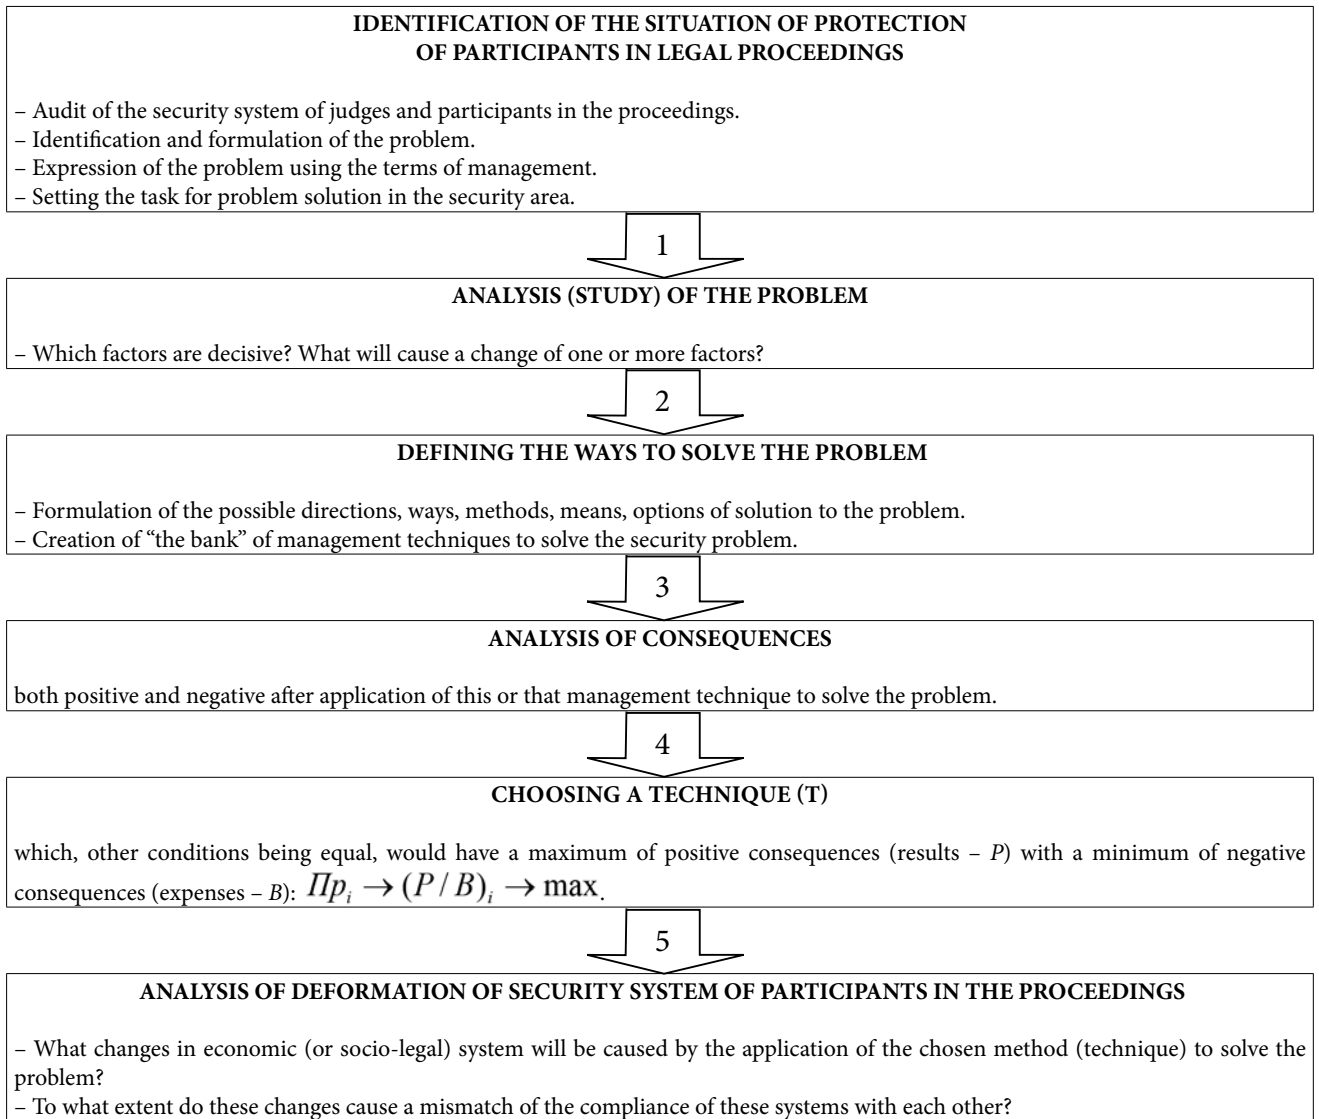 IDENTIFICATION OF THE SITUATION OF PROTECTION
OF PARTICIPANTS IN LEGAL PROCEEDINGS
– Audit of the security system of judges and participants in the proceedings.
– Identification and formulation of the problem.
– Expression of the problem using the terms of management.
– Setting the task for problem solution in the security area.
1
ANALYSIS (STUDY) OF THE PROBLEM
– Which factors are decisive? What will cause a change of one or more factors?
2
DEFINING THE WAYS TO SOLVE THE PROBLEM
– Formulation of the possible directions, ways, methods, means, options of solution to the problem.
– Creation of “the bank” of management techniques to solve the security problem.
3
ANALYSIS OF CONSEQUENCES
both positive and negative after application of this or that management technique to solve the problem.
4
CHOOSING A TECHNIQUE (T)
which, other conditions being equal, would have a maximum of positive consequences (results – P) with a minimum of negative
consequences (expenses – B): Прᵢ → (P / B)ᵢ → max.
5
ANALYSIS OF DEFORMATION OF SECURITY SYSTEM OF PARTICIPANTS IN THE PROCEEDINGS
– What changes in economic (or socio-legal) system will be caused by the application of the chosen method (technique) to solve the
problem?
– To what extent do these changes cause a mismatch of the compliance of these systems with each other?